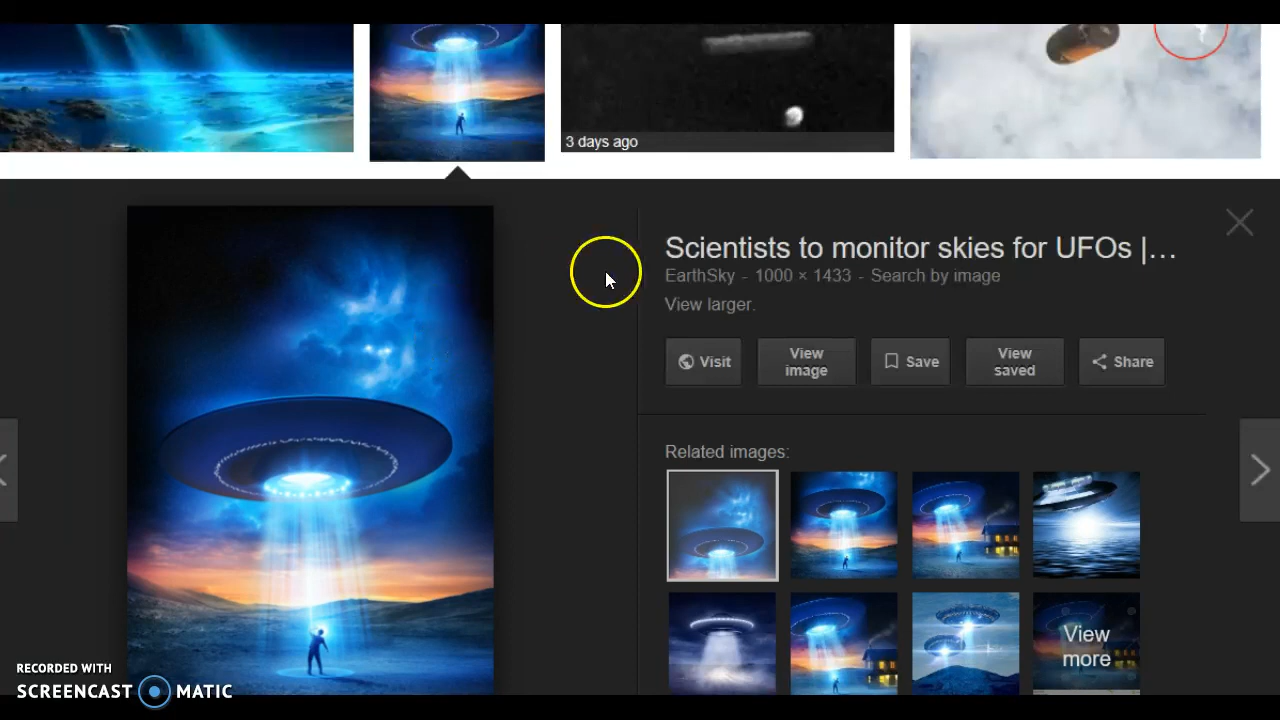 3 days ago
Scientists to monitor skies for UFOs |...
EarthSky - 1000 × 1433 - Search by image
View larger.
Visit
View
image
Save
View
saved
Share
Related images:
View
more
RECORDED WITH
SCREENCAST MATIC